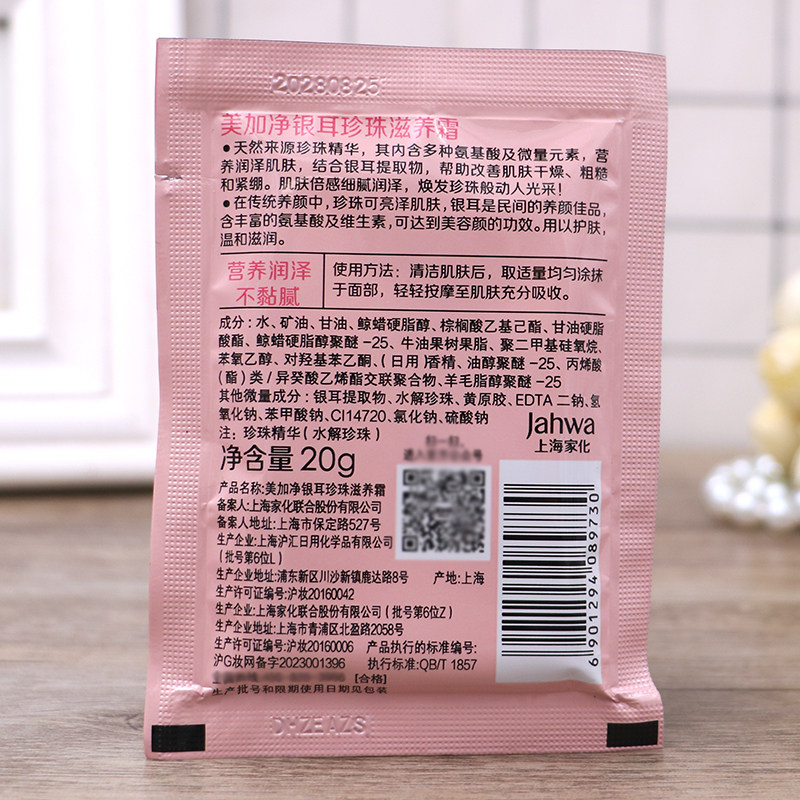 20280825
美加净银耳珍珠滋养霜
•天然来源珍珠精华，其内含多种氨基酸及微量元素，营
养润泽肌肤，结合银耳提取物，帮助改善肌肤干燥、粗糙
和紧绷。肌肤倍感细腻润泽，焕发珍珠般动人光采！
•在传统养颜中，珍珠可亮泽肌肤，银耳是民间的养颜佳品，
含丰富的氨基酸及维生素，可达到美容颜的功效。用以护肤，
温和滋润。
营养润泽
不黏腻
使用方法：清洁肌肤后，取适量均匀涂抹
于面部，轻轻按摩至肌肤充分吸收。
成分：水、矿油、甘油、鲸蜡硬脂醇、棕榈酸乙基己酯、甘油硬脂
酸酯、鲸蜡硬脂醇聚醚-25、牛油果树果脂、聚二甲基硅氧烷、
苯氧乙醇、对羟基苯乙酮、(日用)香精、油醇聚醚-25、丙烯酸
(酯)类/异癸酸乙烯酯交联聚合物、羊毛脂醇聚醚-25
其他微量成分：银耳提取物、水解珍珠、黄原胶、EDTA 二钠、氢
氧化钠、苯甲酸钠、CI14720、氯化钠、硫酸钠
注：珍珠精华(水解珍珠)
Jahwa
上海家化
净含量 20g
扫一扫，
产品名称:美加净银耳珍珠滋养霜
备案人:上海家化联合股份有限公司
备案人地址:上海市保定路527号
生产企业:上海沪汇日用化学品有限公司
(批号第6位L)
生产企业地址:浦东新区川沙新镇鹿达路8号 产地:上海
生产许可证编号:沪妆20160042
生产企业:上海家化联合股份有限公司(批号第6位Z)
生产企业地址:上海市青浦区北盈路2058号
生产许可证编号:沪妆20160006 产品执行的标准编号:
沪G妆网备字2023001396 执行标准:QB/T 1857
[合格]
生产批号和限期使用日期见包装
6 901294 089730
DHZEAZS